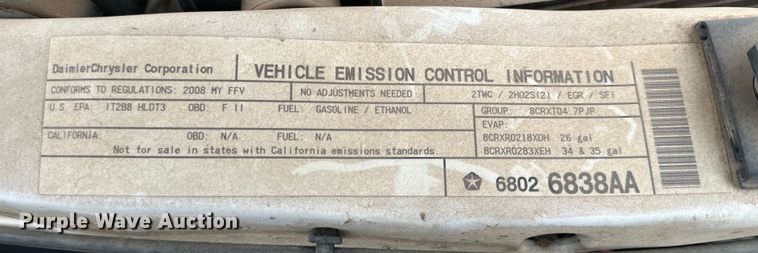 DaimlerChrysler Corporation
VEHICLE EMISSION CONTROL INFORMATION
CONFORMS TO REGULATIONS: 2008 MY FFV
NO ADJUSTMENTS NEEDED
2TWC / 2HO2S(2) / EGR / SFI
U.S. EPA: IT2B8 HLDT3 OBD: F II FUEL: GASOLINE / ETHANOL
GROUP: 8CRXT04.7PJP
EVAP:
CALIFORNIA: OBD: N/A FUEL: N/A
8CRXR0218XDH 26 gal
Not for sale in states with California emissions standards.
8CRXR0283XEH 34 & 35 gal
6802 6838AA
Purple Wave Auction